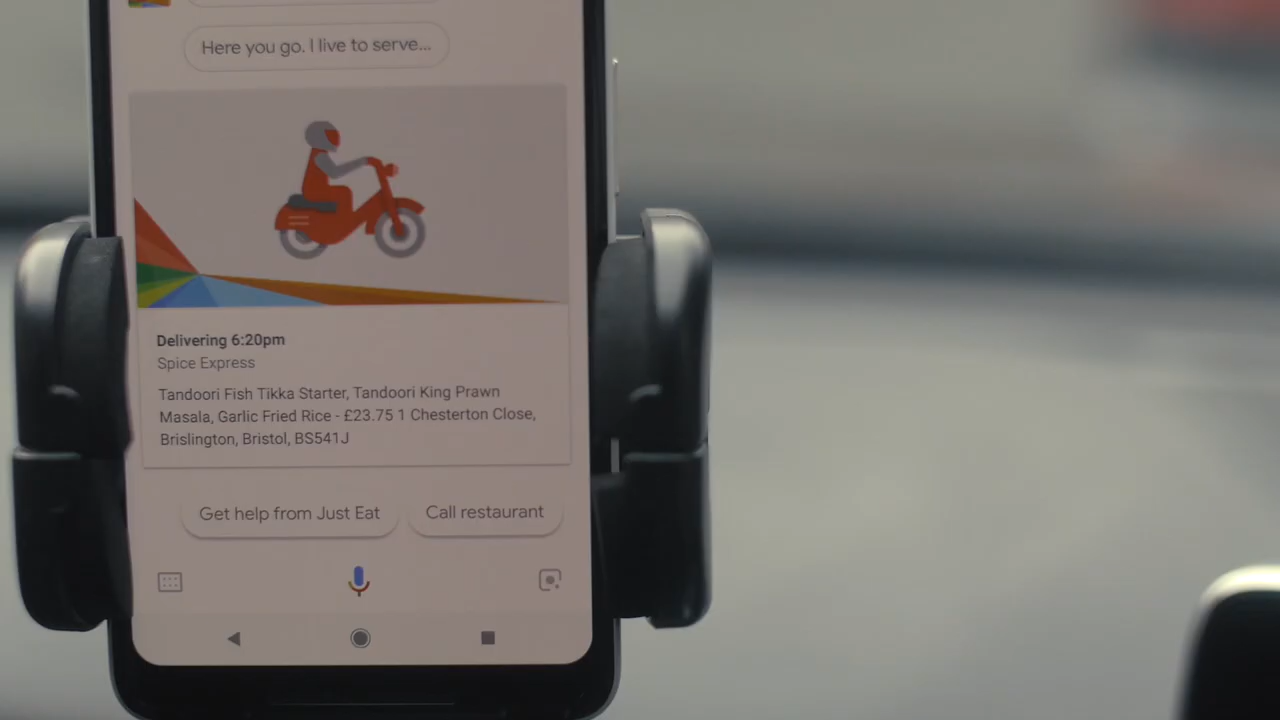 Here you go. I live to serve...
Delivering 6:20pm
Spice Express
Tandoori Fish Tikka Starter, Tandoori King Prawn
Masala, Garlic Fried Rice - £23.75 1 Chesterton Close,
Brislington, Bristol, BS541J
Get help from Just Eat
Call restaurant